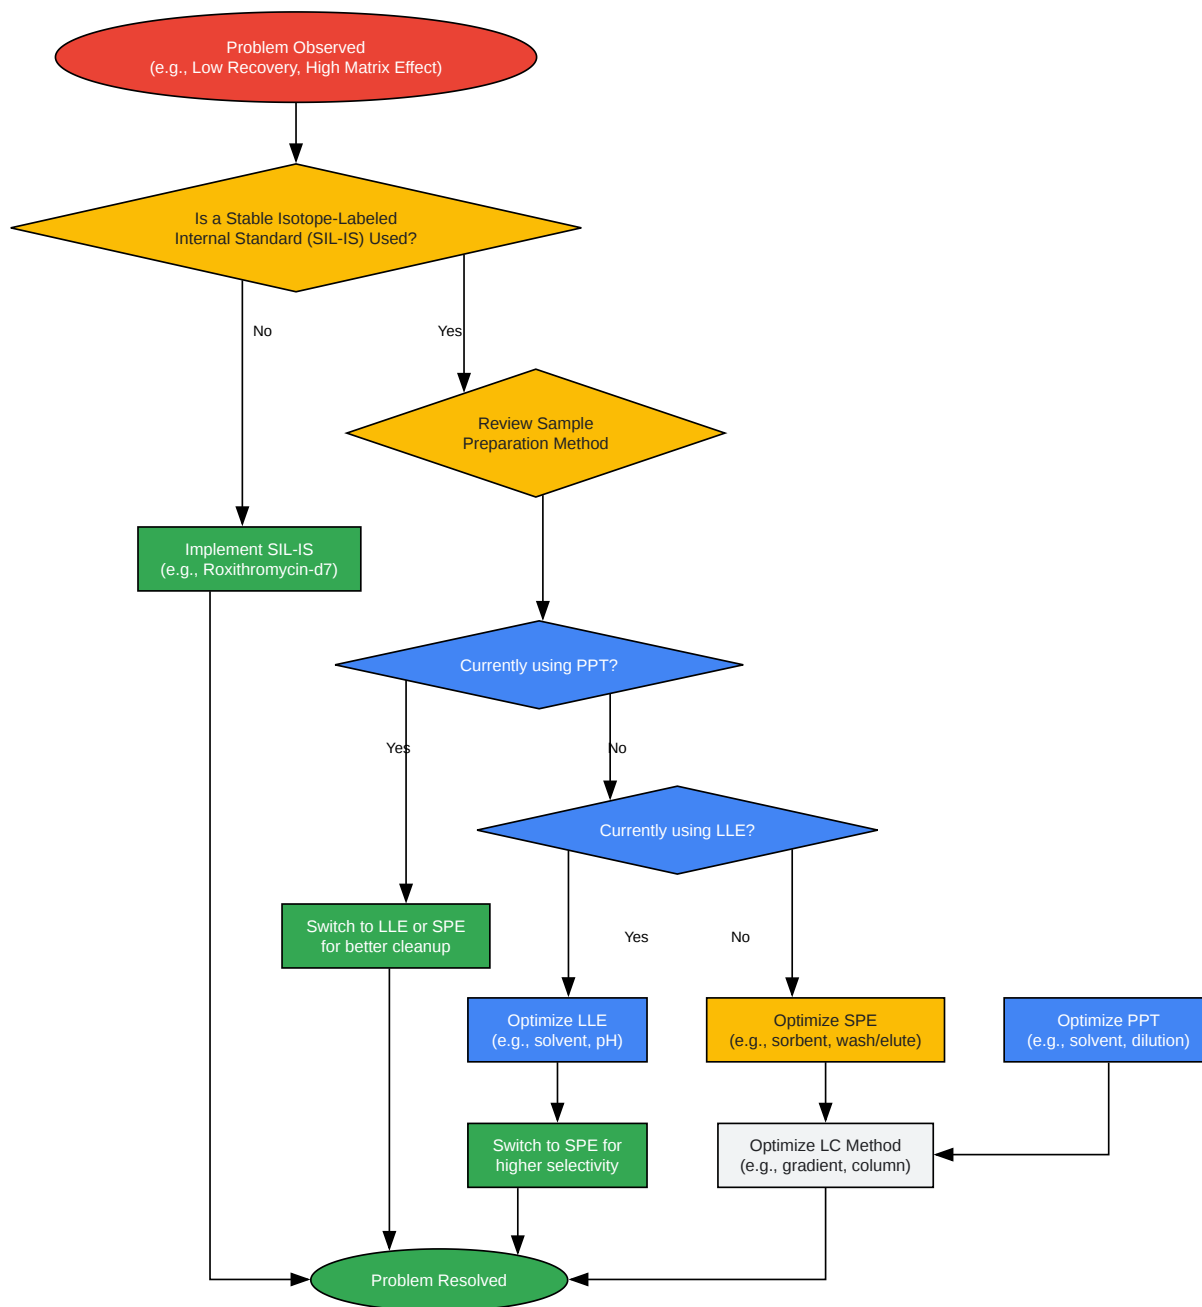 Problem Observed
(e.g., Low Recovery, High Matrix Effect)
Is a Stable Isotope-Labeled
Internal Standard (SIL-IS) Used?
No
Yes
Review Sample
Preparation Method
Implement SIL-IS
(e.g., Roxithromycin-d7)
Currently using PPT?
Yes
No
Currently using LLE?
Switch to LLE or SPE
for better cleanup
Yes
No
Optimize LLE
(e.g., solvent, pH)
Optimize SPE
(e.g., sorbent, wash/elute)
Optimize PPT
(e.g., solvent, dilution)
Switch to SPE for
higher selectivity
Optimize LC Method
(e.g., gradient, column)
Problem Resolved